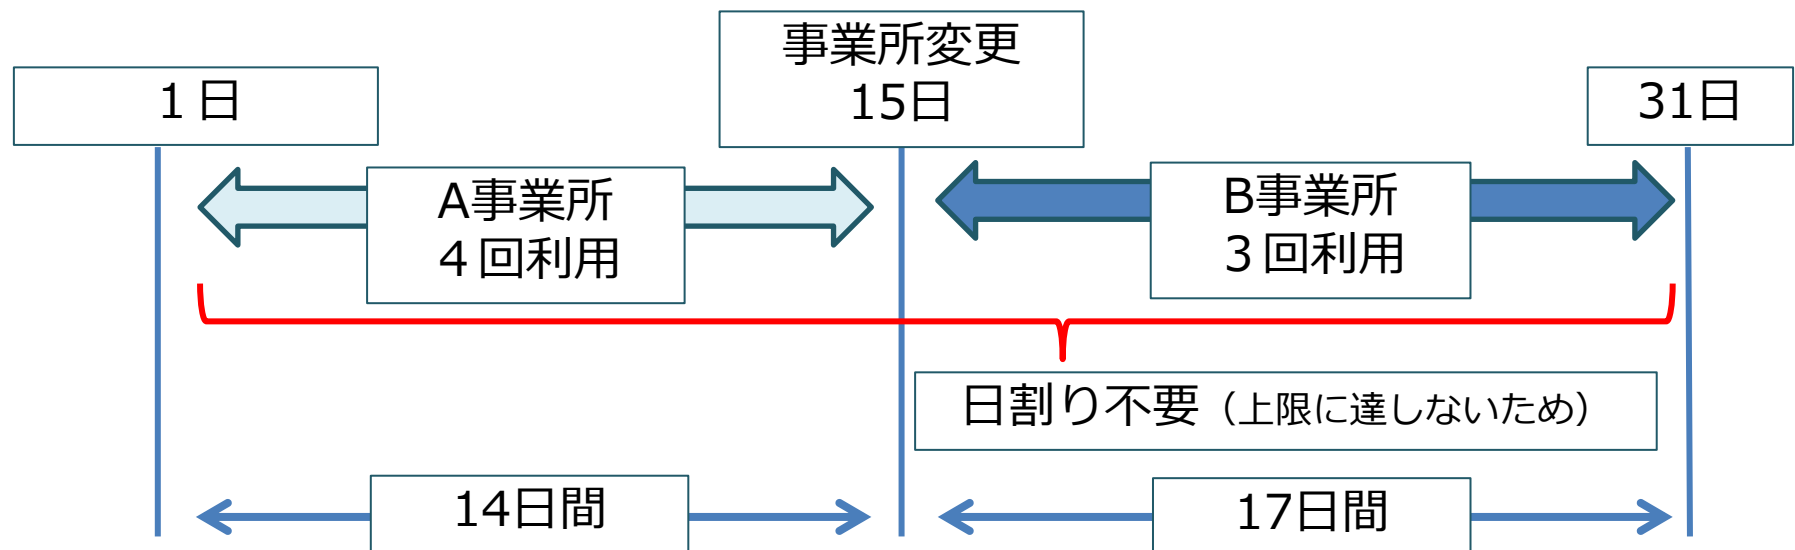 事業所変更
15日
１日
31日
A事業所
４回利用
B事業所
３回利用
日割り不要（上限に達しないため）
14日間
17日間